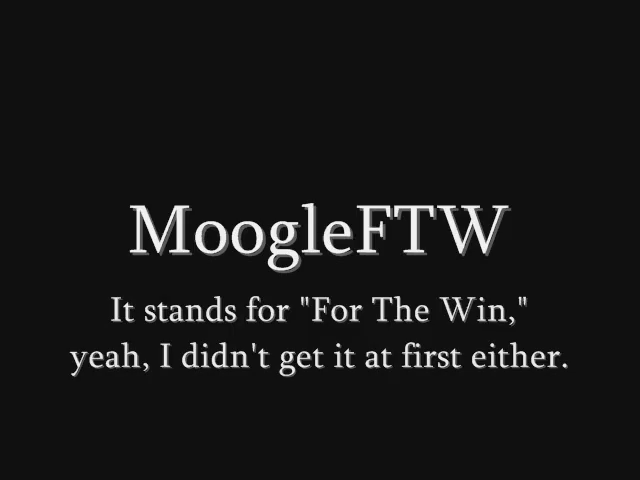 MoogleFTW
It stands for "For The Win,"
yeah, I didn't get it at first either.